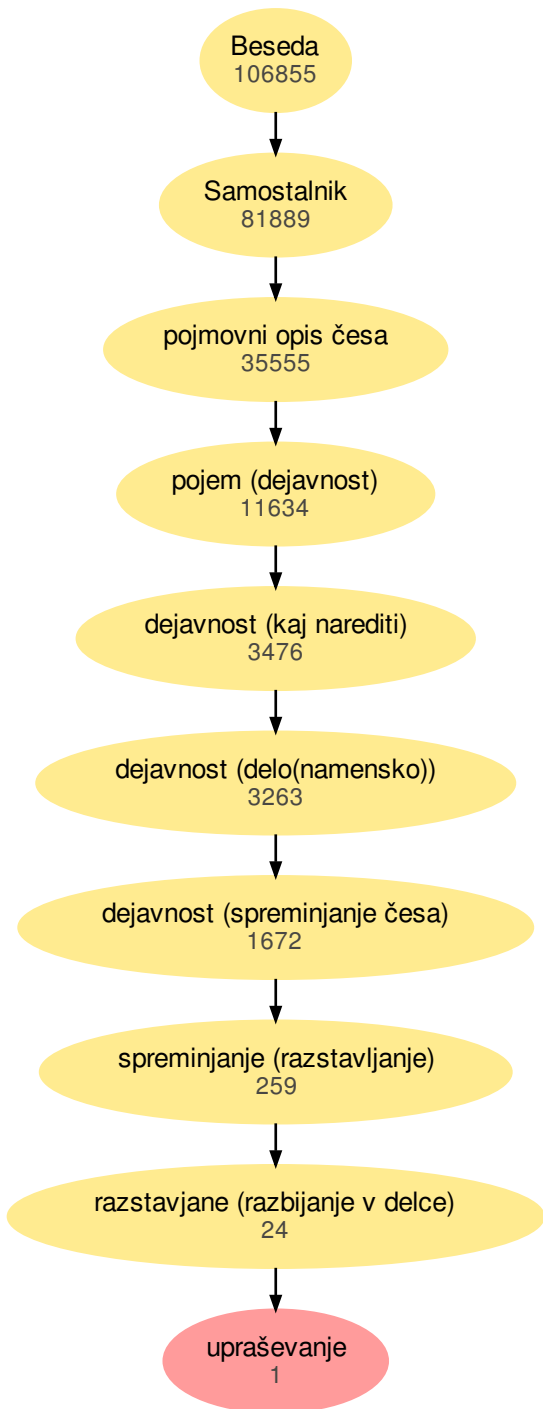 Beseda
106855
Samostalnik
81889
pojmovni opis česa
35555
pojem (dejavnost)
11634
dejavnost (kaj narediti)
3476
dejavnost (delo(namensko))
3263
dejavnost (spreminjanje česa)
1672
spreminjanje (razstavljanje)
259
razstavjane (razbijanje v delce)
24
upraševanje
1